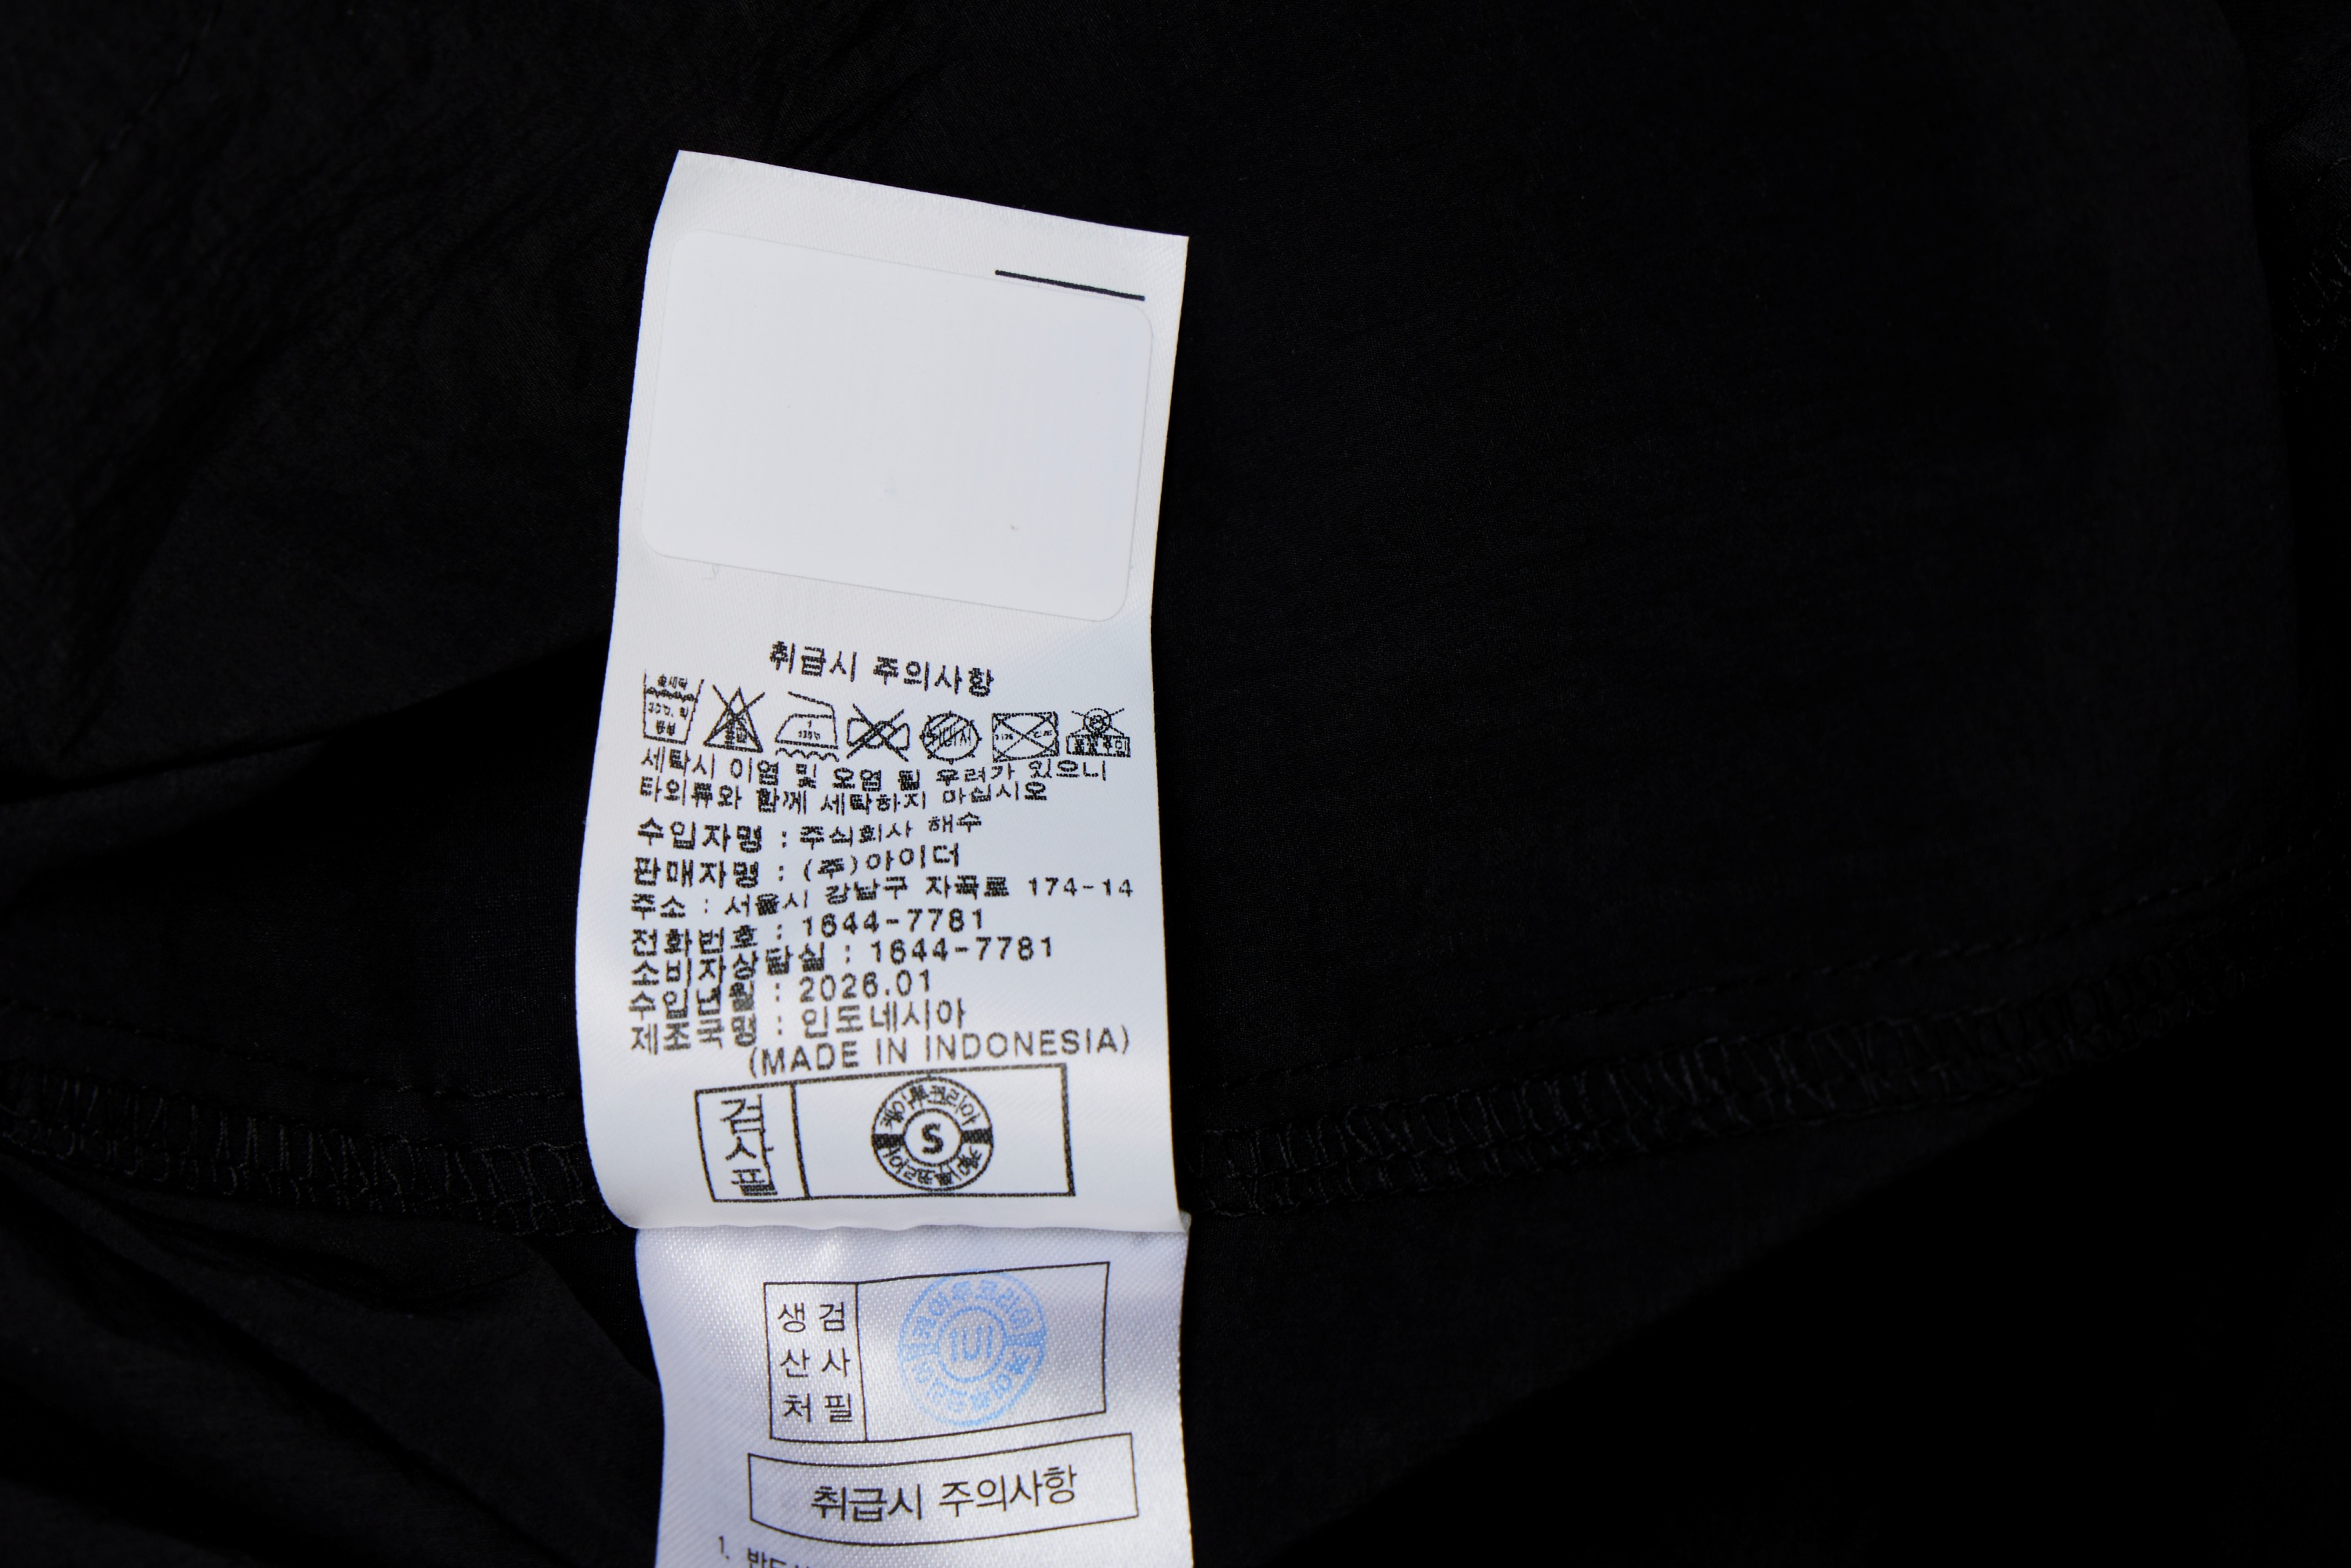 취급시 주의사항
세탁시 이염 및 오염 될 우려가 있으니
타의류와 함께 세탁하지 마십시오
수입자명 : 주식회사 해수
판매자명 : (주)아이더
주소 : 서울시 강남구 자곡로 174-14
전화번호 : 1644-7781
소비자상담실 : 1644-7781
수입년월 : 2026.01
제조국명 : 인도네시아
(MADE IN INDONESIA)
검사필
S
생산처 검사필
취급시 주의사항
1.